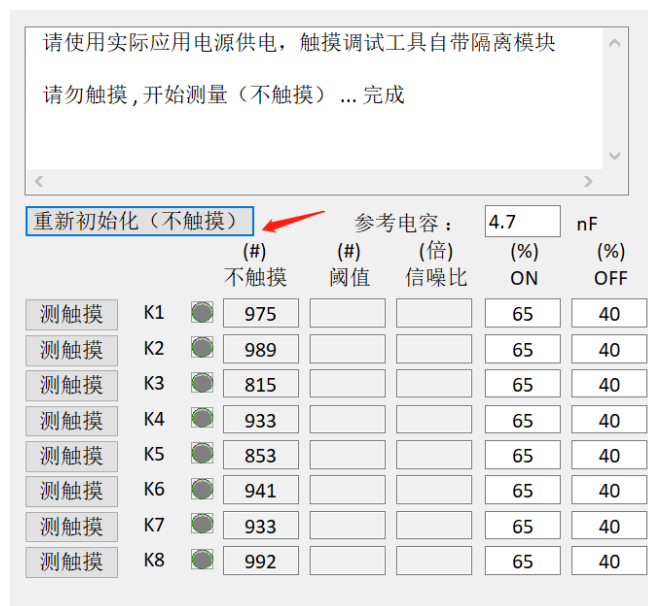 请使用实际应用电源供电，触摸调试工具自带隔离模块
请勿触摸 , 开始测量（不触摸）... 完成
重新初始化（不触摸） 参考电容： 4.7 nF
(#) (#) (倍) (%) (%)
不触摸 阈值 信噪比 ON OFF
测触摸 K1 975 65 40
测触摸 K2 989 65 40
测触摸 K3 815 65 40
测触摸 K4 933 65 40
测触摸 K5 853 65 40
测触摸 K6 941 65 40
测触摸 K7 933 65 40
测触摸 K8 992 65 40